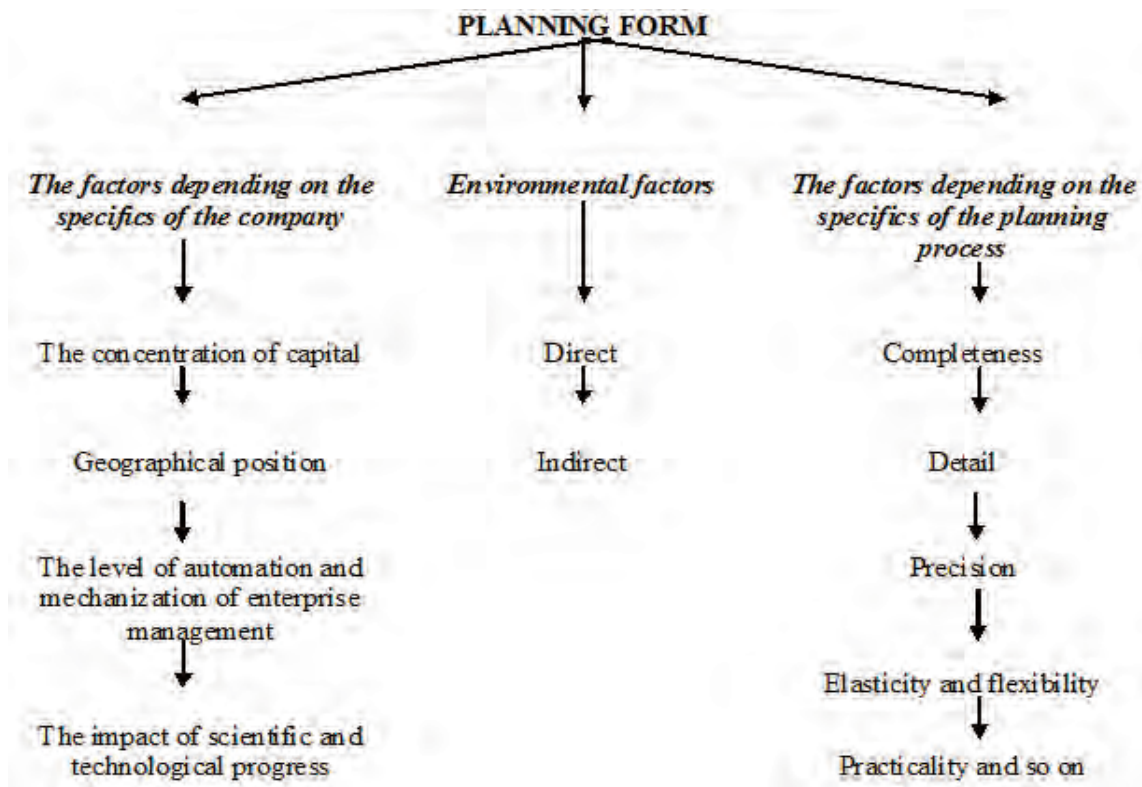 PLANNING FORM
The factors depending on the
specifics of the company
Environmental factors
The factors depending on the
specifics of the planning
process
The concentration of capital
Direct
Completeness
Geographical position
Indirect
Detail
The level of automation and
mechanization of enterprise
management
Precision
Elasticity and flexibility
The impact of scientific and
technological progress
Practicality and so on